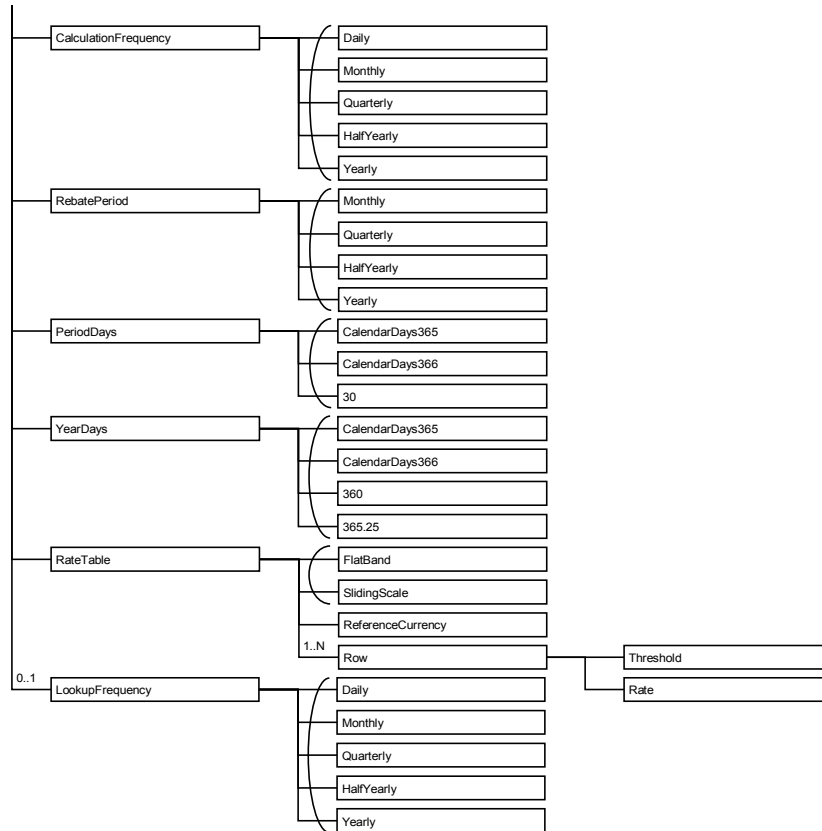 CalculationFrequency
Daily
Monthly
Quarterly
HalfYearly
Yearly
RebatePeriod
Monthly
Quarterly
HalfYearly
Yearly
PeriodDays
CalendarDays365
CalendarDays366
30
YearDays
CalendarDays365
CalendarDays366
360
365.25
RateTable
FlatBand
SlidingScale
ReferenceCurrency
1..N
Row
Threshold
Rate
0..1
LookupFrequency
Daily
Monthly
Quarterly
HalfYearly
Yearly